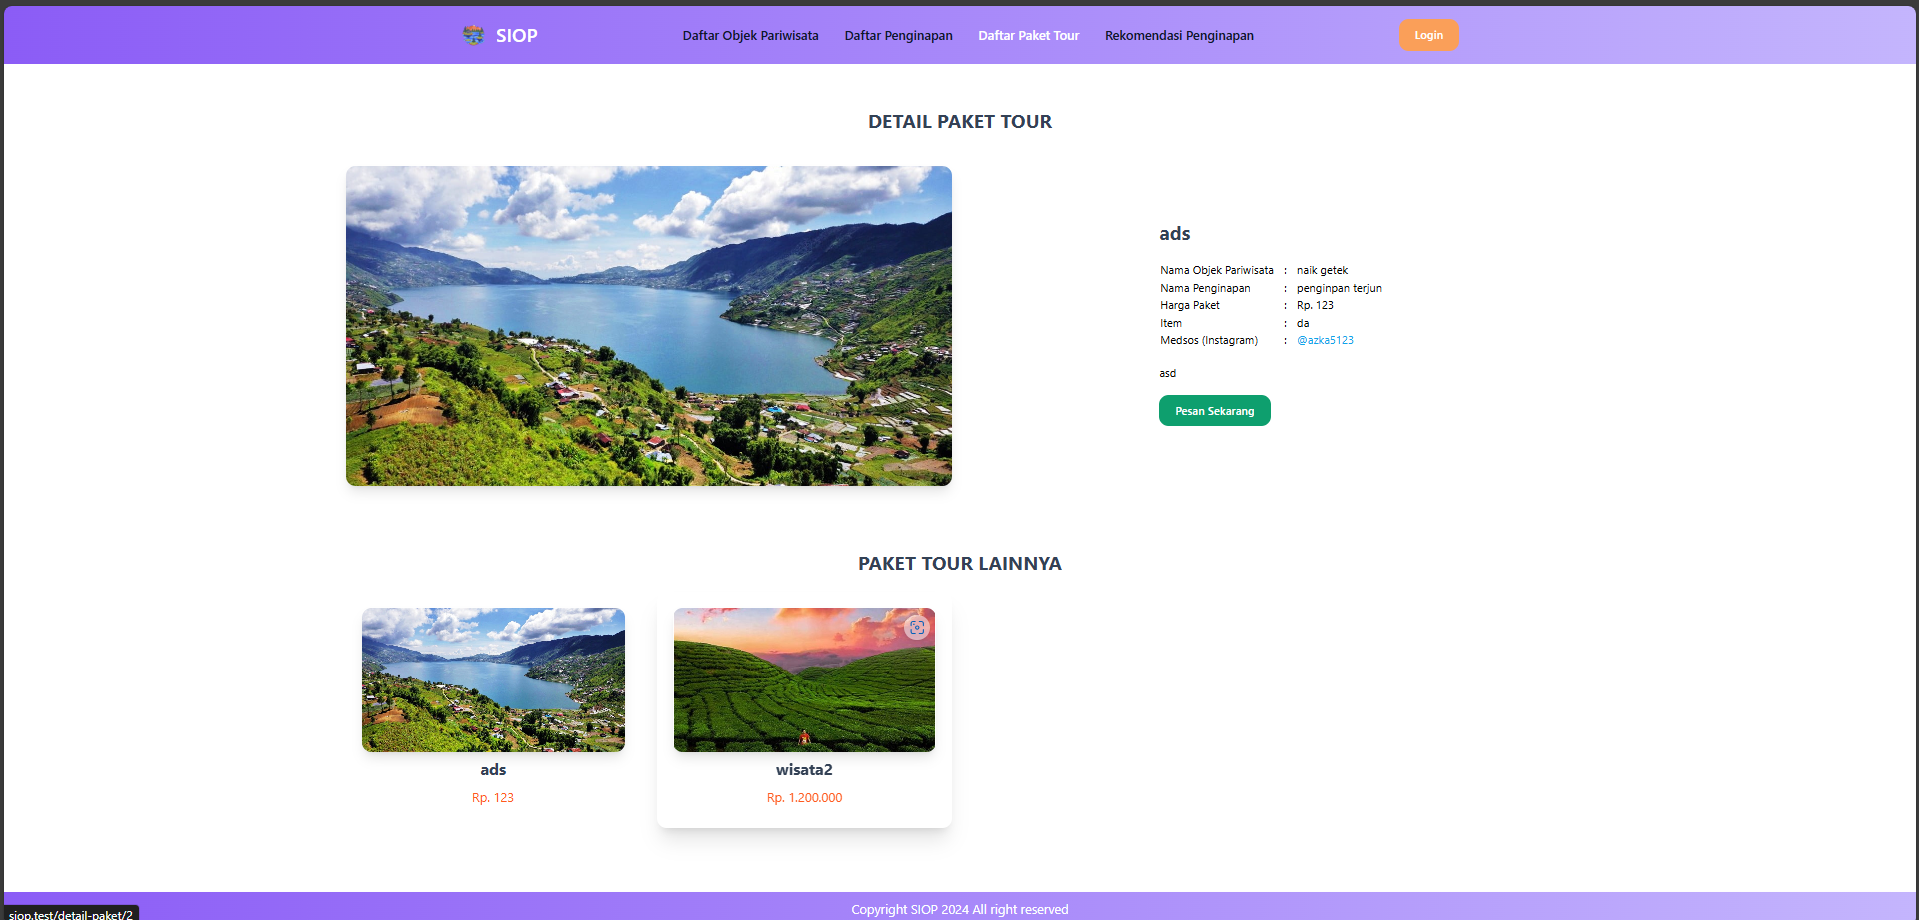 SIOP
Daftar Objek Pariwisata Daftar Penginapan Daftar Paket Tour Rekomendasi Penginapan Login
DETAIL PAKET TOUR
ads
Nama Objek Pariwisata : naik getek
Nama Penginapan : penginpan terjun
Harga Paket : Rp. 123
Item : da
Medsos (Instagram) : @azka5123
asd
Pesan Sekarang
PAKET TOUR LAINNYA
ads
Rp. 123
wisata2
Rp. 1.200.000
Copyright SIOP 2024 All right reserved
siop.test/detail-paket/2